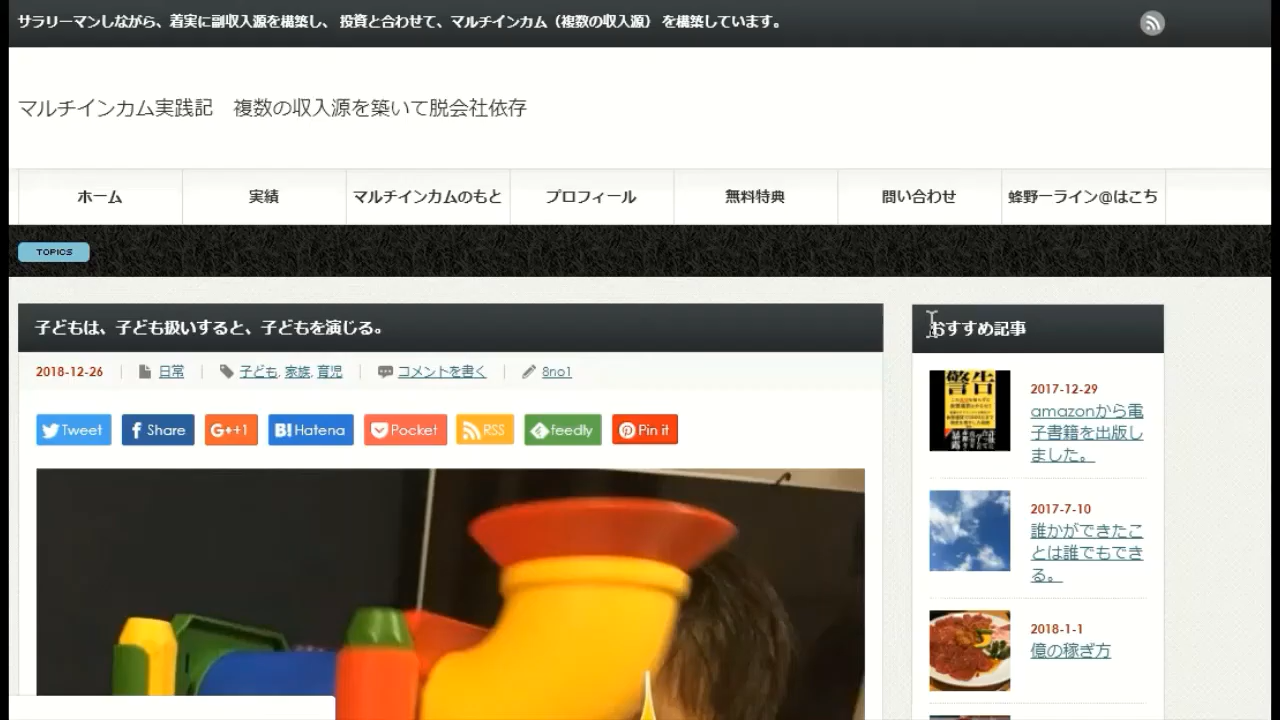 サラリーマンしながら、着実に副収入源を構築し、 投資と合わせて、マルチインカム（複数の収入源） を構築しています。
マルチインカム実践記　複数の収入源を築いて脱会社依存
ホーム
実績
マルチインカムのもと
プロフィール
無料特典
問い合わせ
蜂野一ライン@はこち
TOPICS
子どもは、子ども扱いすると、子どもを演じる。
2018-12-26
日常
子ども, 家族, 育児
コメントを書く
8no1
Tweet
Share
G+ +1
B! Hatena
Pocket
RSS
feedly
Pin it
おすすめ記事
警告
2017-12-29
amazonから電
子書籍を出版し
ました。
2017-7-10
誰かができたこ
とは誰でもでき
る。
2018-1-1
億の稼ぎ方